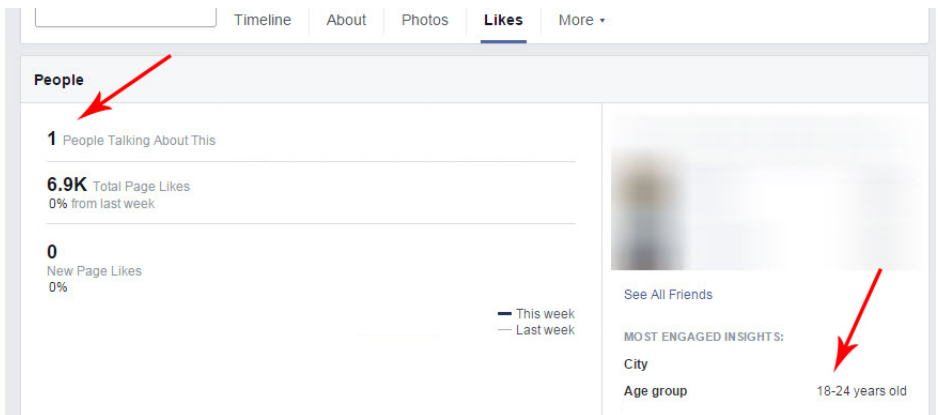 Timeline About Photos Likes More
People
1 People Talking About This
6.9K Total Page Likes
0% from last week
0
New Page Likes
0%
This week
Last week
See All Friends
MOST ENGAGED INSIGHTS:
City
Age group 18-24 years old